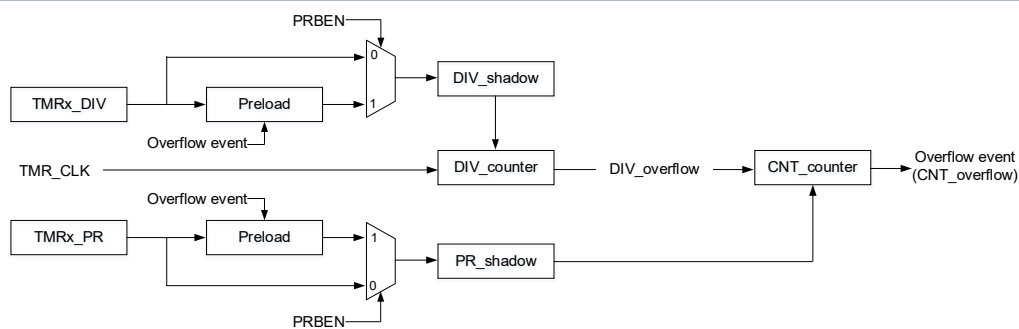 PRBEN
0
DIV_shadow
TMRx_DIV
Preload
1
Overflow event
TMR_CLK
DIV_counter
DIV_overflow
CNT_counter
Overflow event
(CNT_overflow)
Overflow event
TMRx_PR
Preload
1
PR_shadow
0
PRBEN